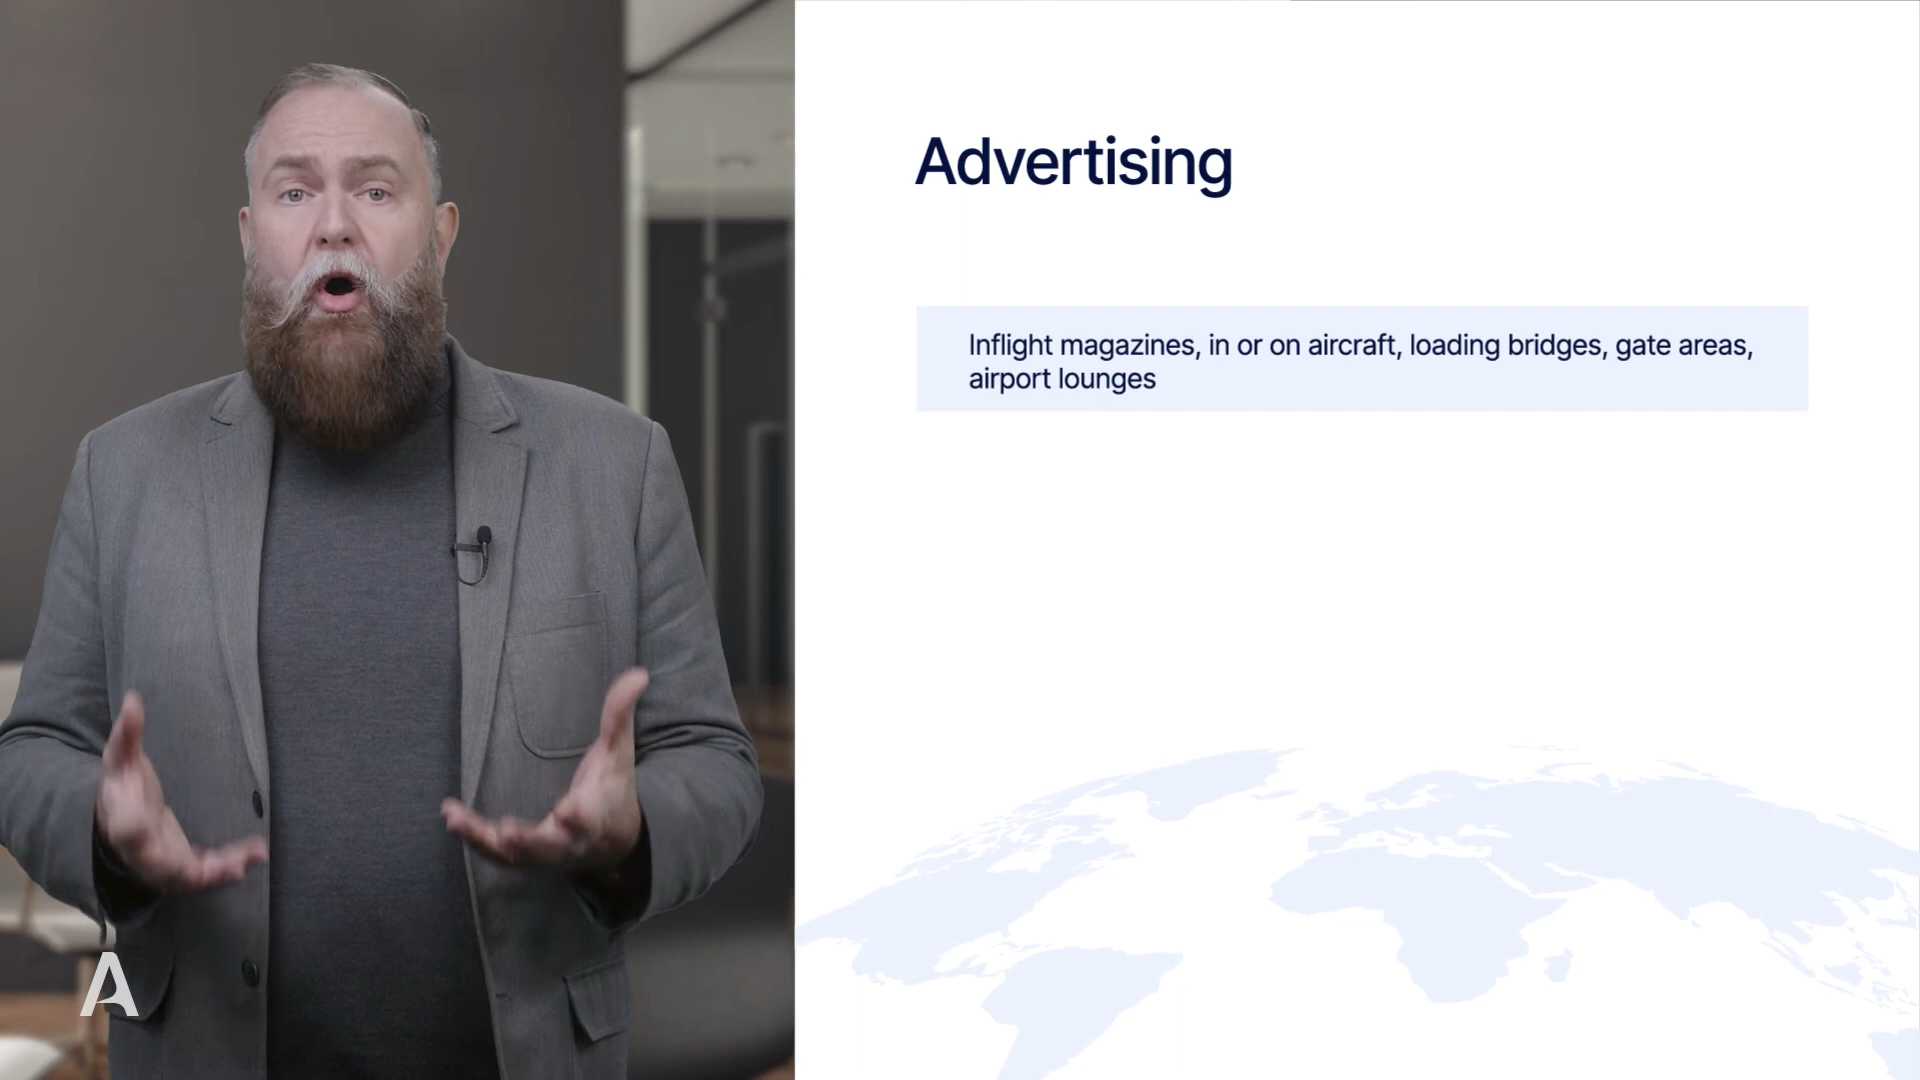 Advertising
Inflight magazines, in or on aircraft, loading bridges, gate areas,
airport lounges
A